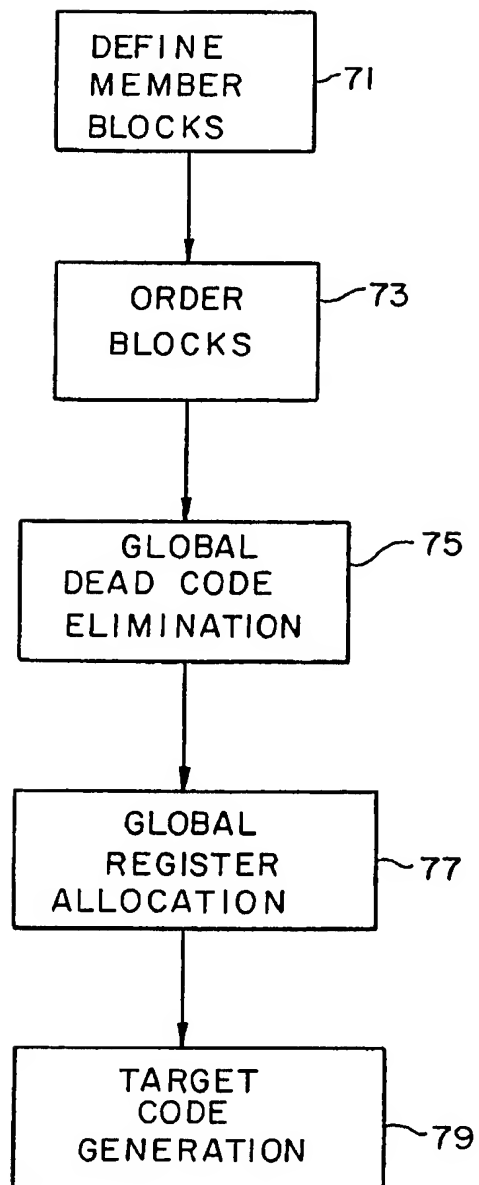 DEFINE
MEMBER
BLOCKS
71
ORDER
BLOCKS
73
GLOBAL
DEAD CODE
ELIMINATION
75
GLOBAL
REGISTER
ALLOCATION
77
TARGET
CODE
GENERATION
79